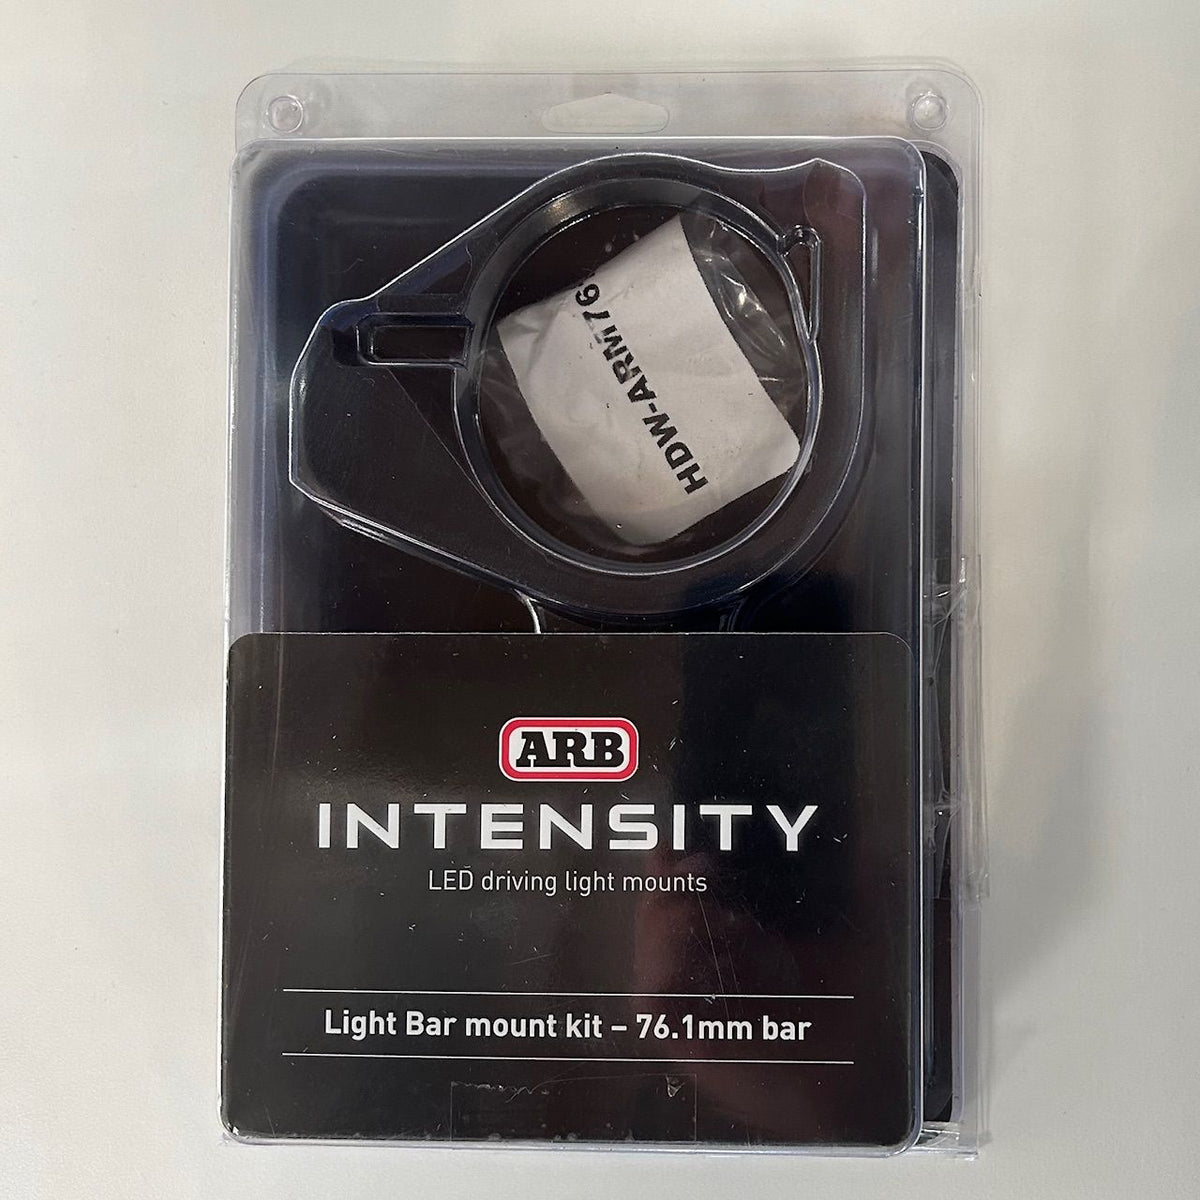 HDW-ARM76
ARB
INTENSITY
LED driving light mounts
Light Bar mount kit – 76.1mm bar